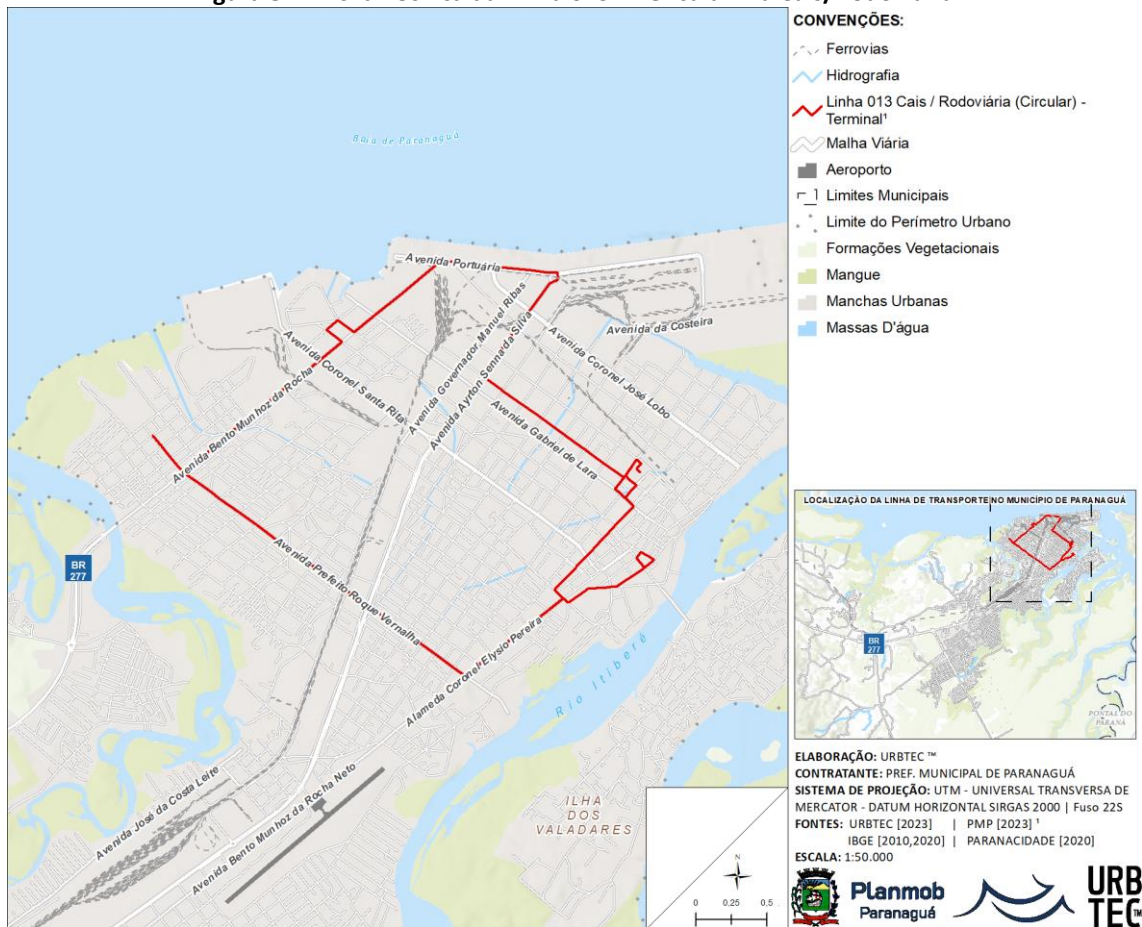 CONVENÇÕES:
Ferrovias
Hidrografia
Linha 013 Cais / Rodoviária (Circular) -
Terminal¹
Malha Viária
Aeroporto
Limites Municipais
Limite do Perímetro Urbano
Formações Vegetacionais
Mangue
Manchas Urbanas
Massas D'água
Baía de Paranaguá
Avenida Portuária
Avenida Governador Manuel Ribas
Avenida Ayrton Senna da Silva
Avenida da Costeira
Avenida Coronel José Lobo
Avenida Coronel Santa Rita
Avenida Bento Munhoz da Rocha
Avenida Gabriel de Lara
Avenida Prefeito Roque Vernalha
BR
277
Alameda Coronel Elysio Pereira
Rio Itiberê
Avenida José da Costa Leite
Avenida Bento Munhoz da Rocha Neto
ILHA
DOS
VALADARES
N
0 0,25 0,5
LOCALIZAÇÃO DA LINHA DE TRANSPORTE NO MUNICÍPIO DE PARANAGUÁ
BR
277
PONTAL DO
PARANÁ
ELABORAÇÃO: URBTEC ™
CONTRATANTE: PREF. MUNICIPAL DE PARANAGUÁ
SISTEMA DE PROJEÇÃO: UTM - UNIVERSAL TRANSVERSA DE
MERCATOR - DATUM HORIZONTAL SIRGAS 2000 | Fuso 22S
FONTES: URBTEC [2023] | PMP [2023] ¹
IBGE [2010,2020] | PARANACIDADE [2020]
ESCALA: 1:50.000
Planmob
Paranaguá
URB
TEC™